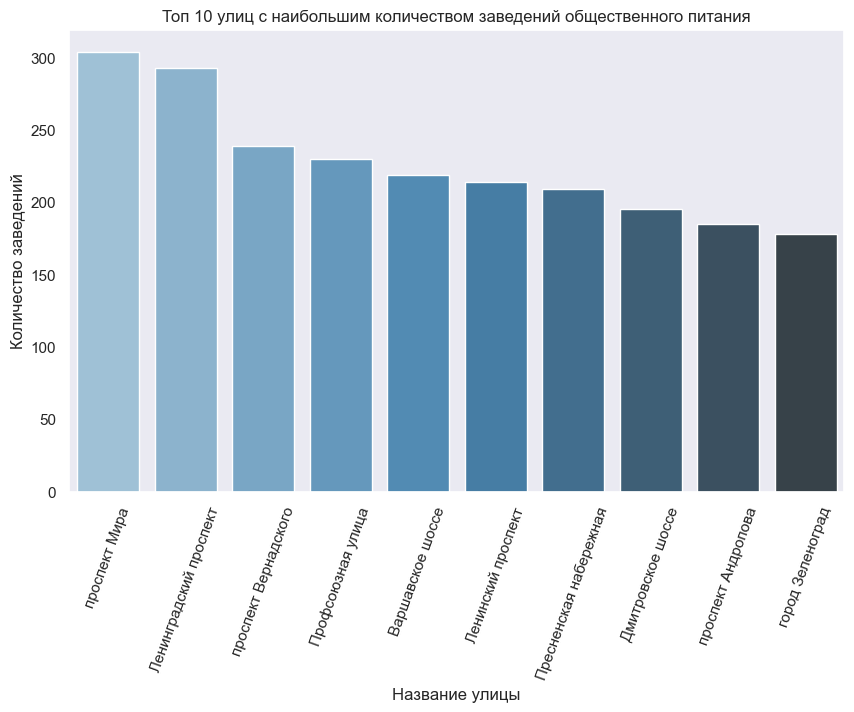 Топ 10 улиц с наибольшим количеством заведений общественного питания
Количество заведений
300
250
200
150
100
50
0
проспект Мира
Ленинградский проспект
проспект Вернадского
Профсоюзная улица
Варшавское шоссе
Ленинский проспект
Пресненская набережная
Дмитровское шоссе
проспект Андропова
город Зеленоград
Название улицы